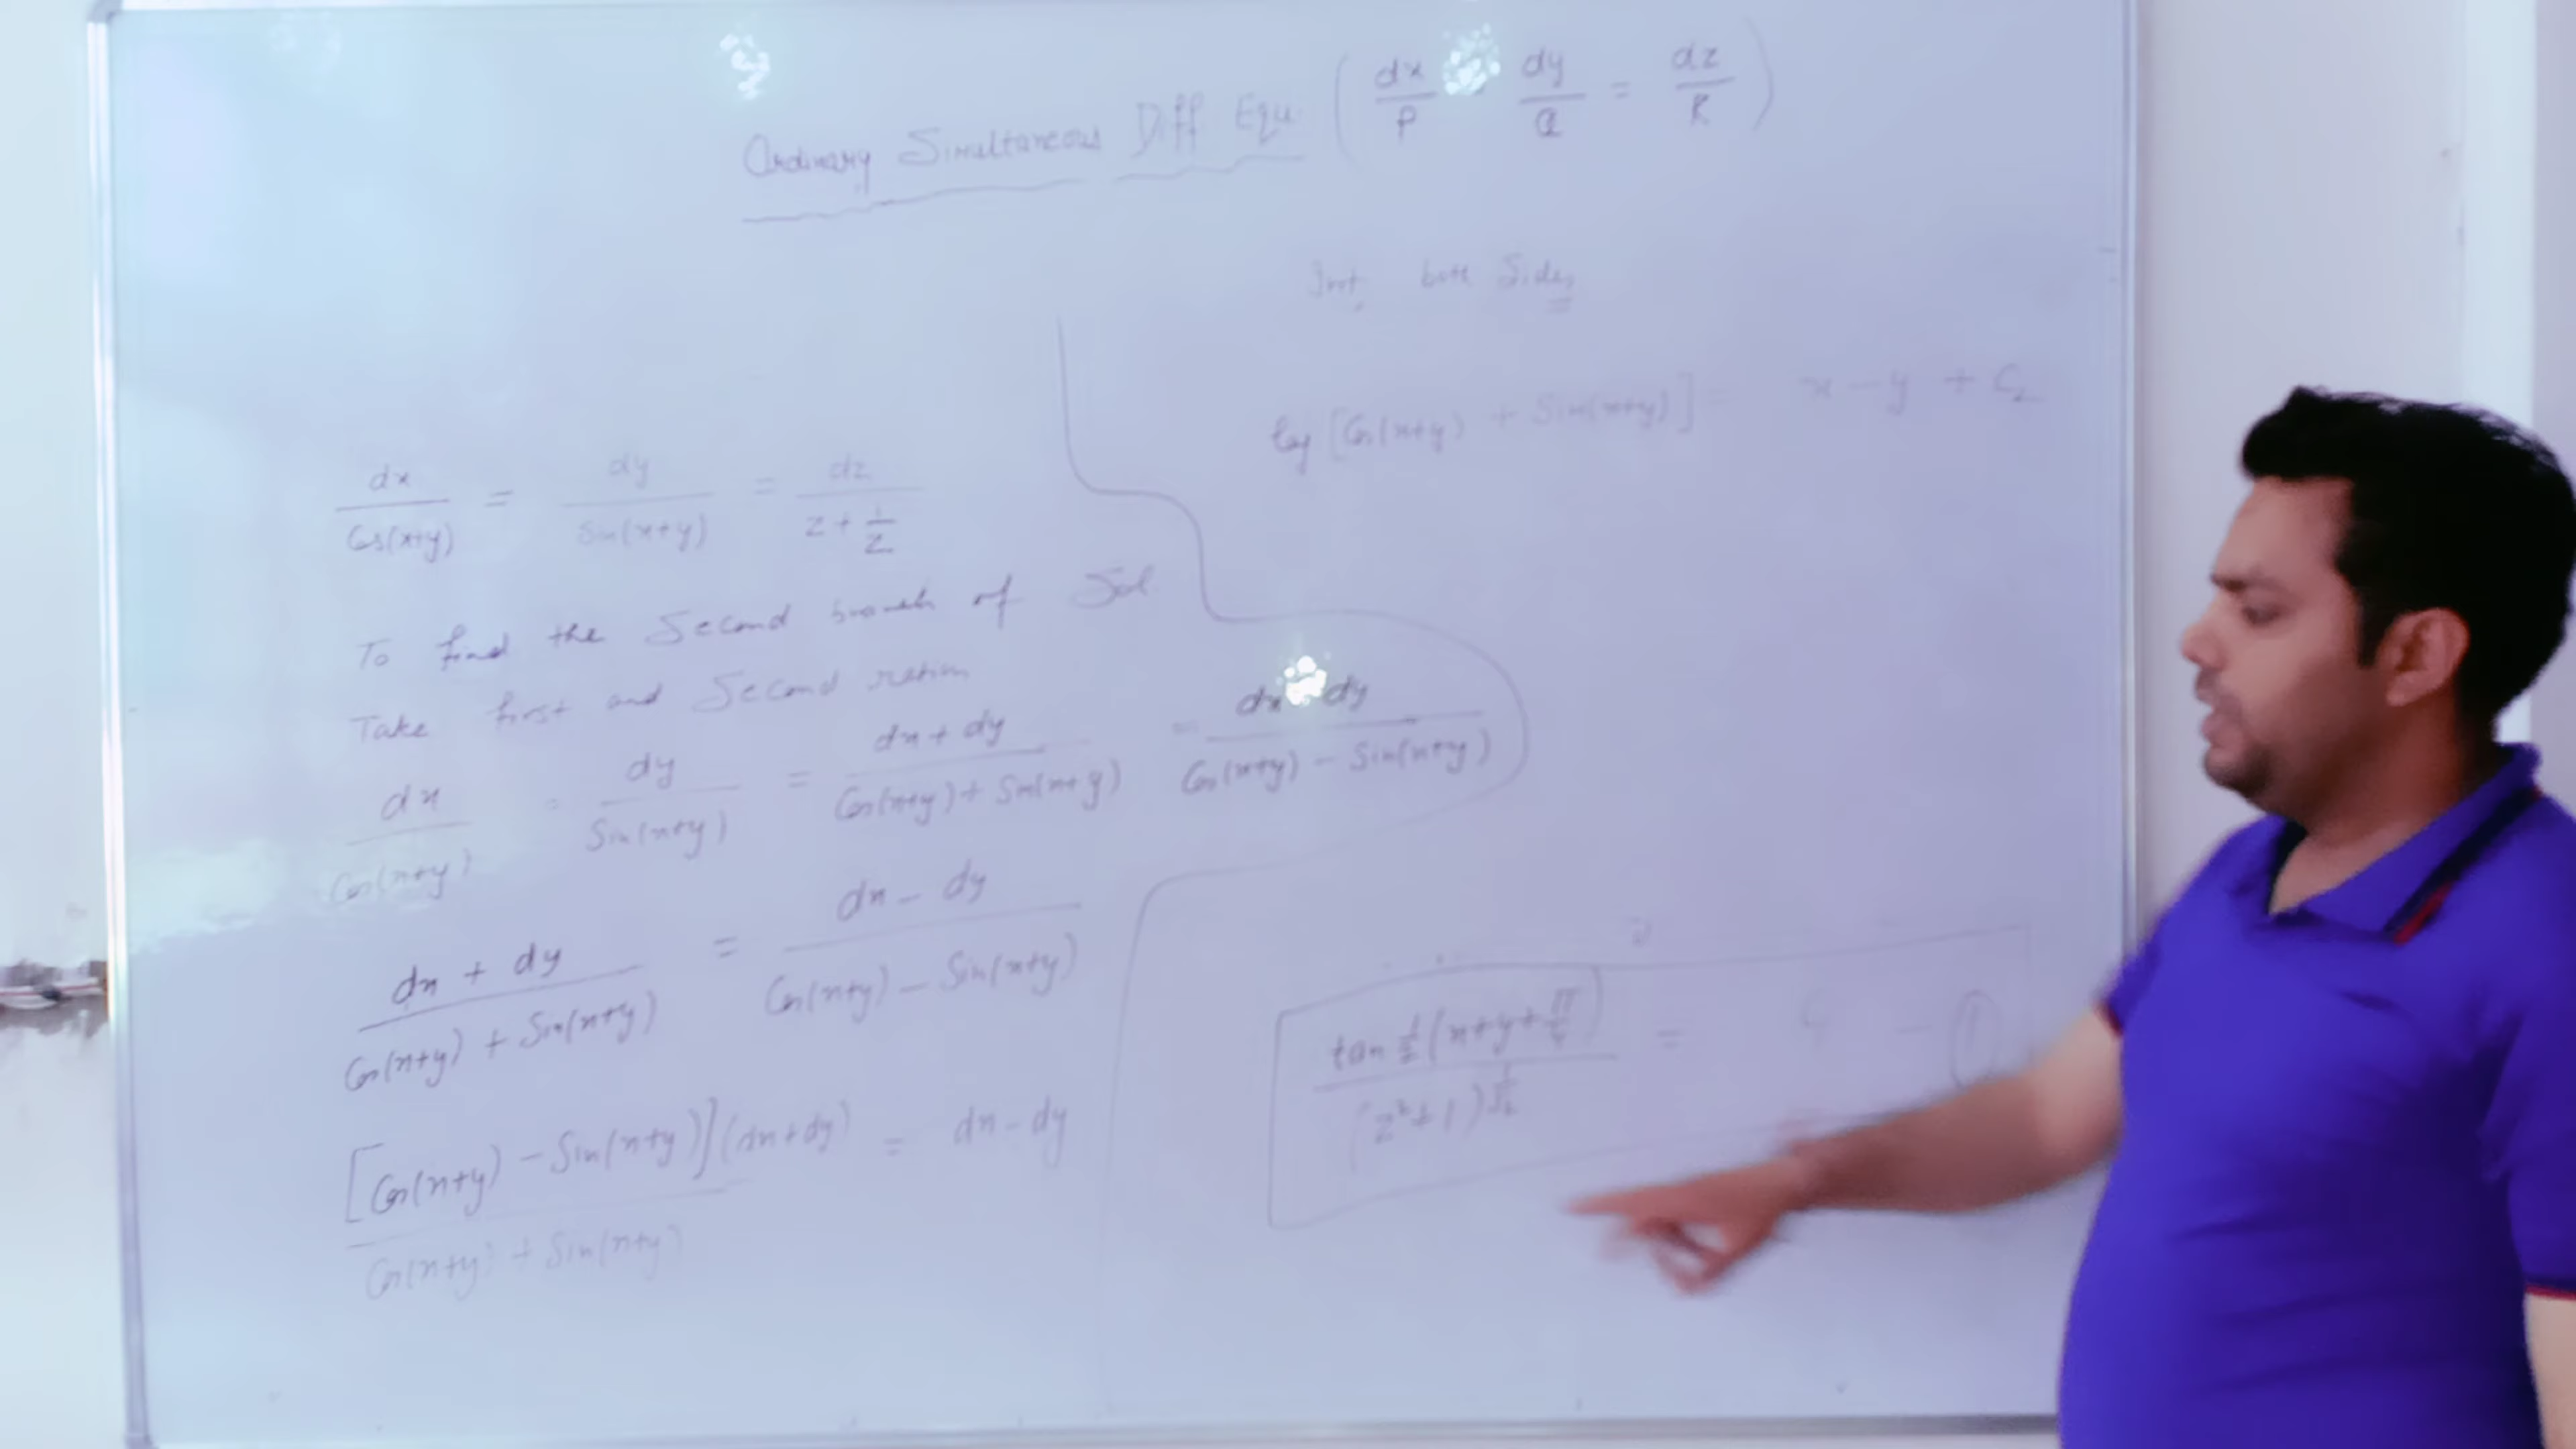 Ordinary Simultaneous Diff Equ ( dx/P = dy/Q = dz/R )
dx/Cos(x+y) = dy/Sin(x+y) = dz/(z + 1/z)
To find the Second branch of Sol
Take first and Second
dx/Cos(x+y) = dy/Sin(x+y) = (dx + dy)/(Cos(x+y) + Sin(x+y)) = (dx - dy)/(Cos(x+y) - Sin(x+y))
(dx + dy)/(Cos(x+y) + Sin(x+y)) = (dx - dy)/(Cos(x+y) - Sin(x+y))
[Cos(x+y) - Sin(x+y)](dx + dy)/(Cos(x+y) + Sin(x+y)) = dx - dy
Int. both Sides
log [Cos(x+y) + Sin(x+y)] = x - y + C2
tan 1/2 (x+y+π/4) / (z²+1)^(1/√2) = C1 - (1)